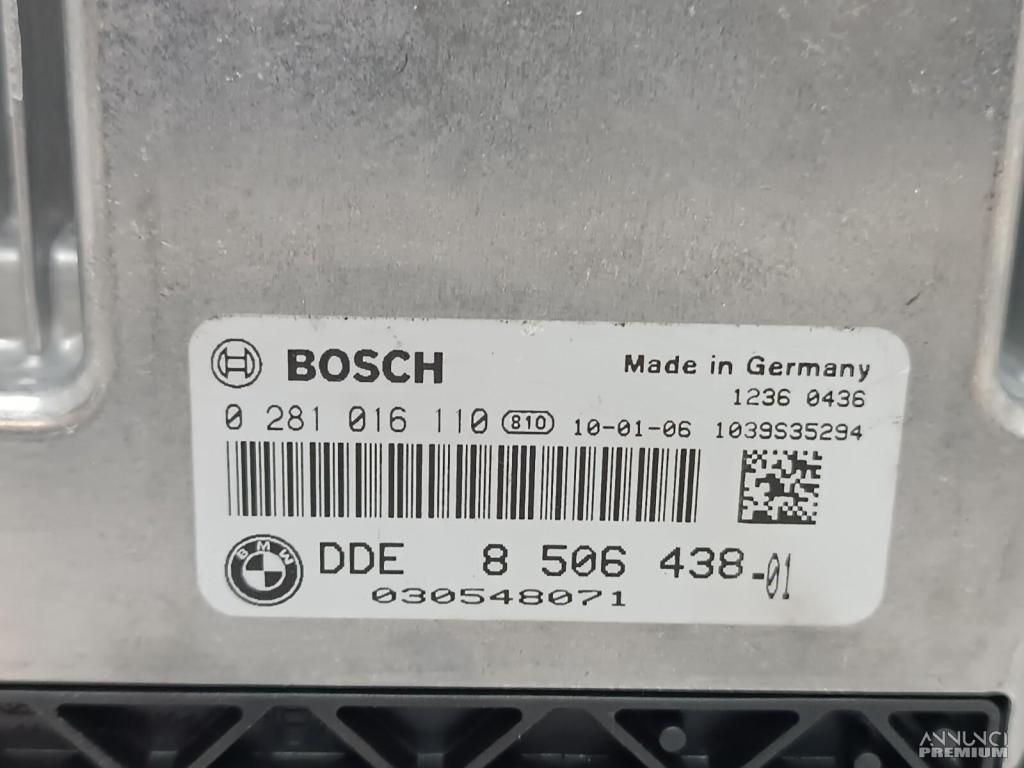 BOSCH
Made in Germany
1236 0436
0 281 016 110 810 10-01-06 1039S35294
BMW DDE 8 506 438-01
030548071
ANNUNCI
PREMIUM